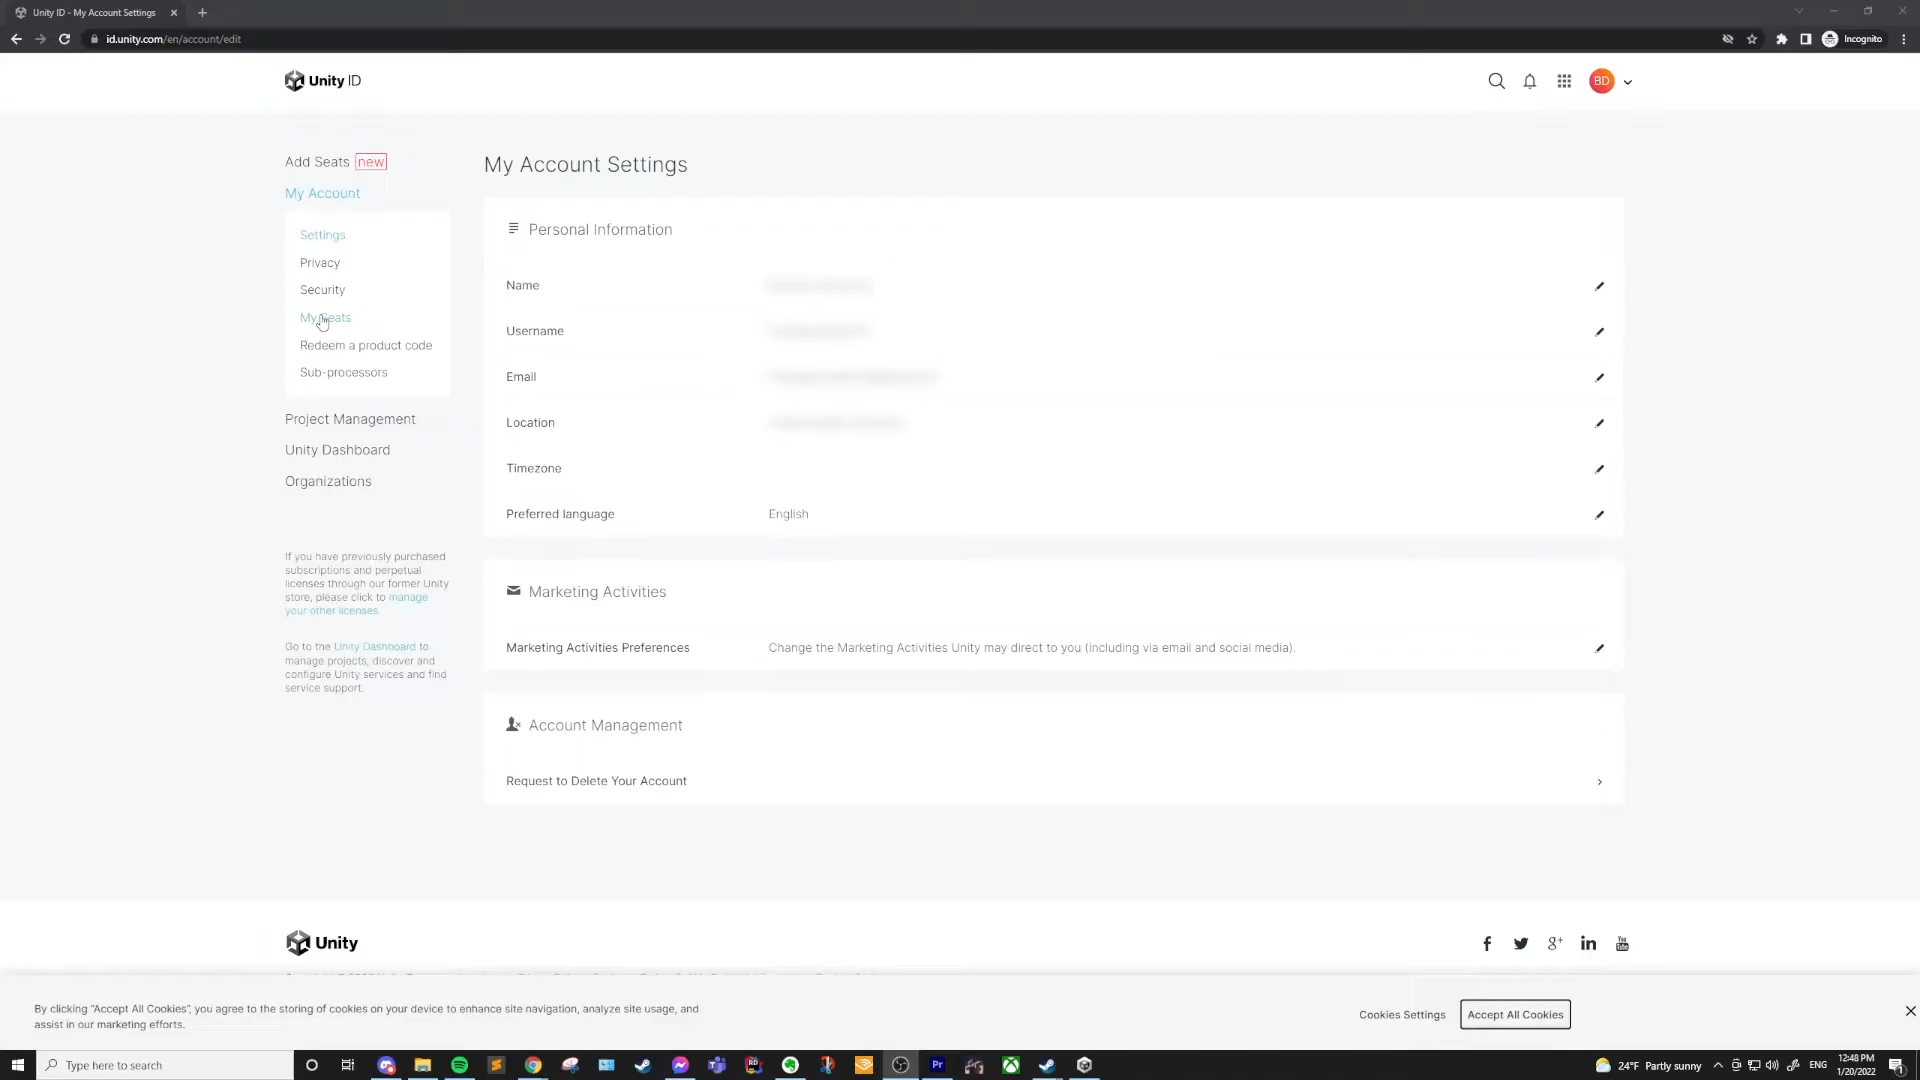 Unity ID - My Account Settings
id.unity.com/en/account/edit
Incognito
Unity ID
BD
Add Seats new
My Account
Settings
Privacy
Security
My Seats
Redeem a product code
Sub-processors
Project Management
Unity Dashboard
Organizations
If you have previously purchased
subscriptions and perpetual
licenses through our former Unity
store, please click to manage
your other licenses.
Go to the Unity Dashboard to
manage projects, discover and
configure Unity services and find
service support.
My Account Settings
Personal Information
Name
Username
Email
Location
Timezone
Preferred language English
Marketing Activities
Marketing Activities Preferences Change the Marketing Activities Unity may direct to you (including via email and social media).
Account Management
Request to Delete Your Account
Unity
By clicking "Accept All Cookies", you agree to the storing of cookies on your device to enhance site navigation, analyze site usage, and
assist in our marketing efforts.
Cookies Settings
Accept All Cookies
Type here to search
24°F Partly sunny
ENG
12:48 PM
1/20/2022